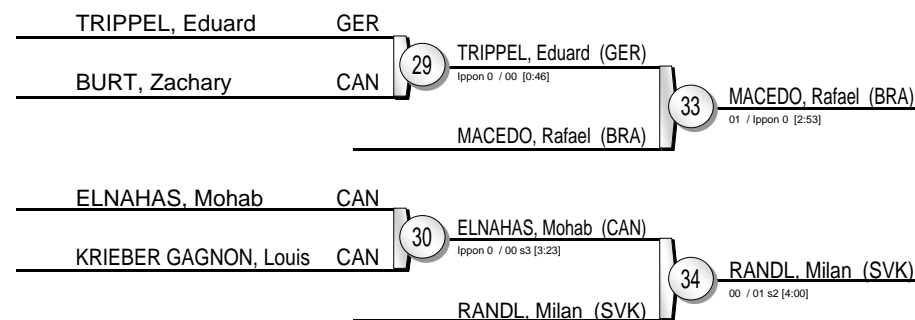 TRIPPEL, Eduard GER
BURT, Zachary CAN
29
TRIPPEL, Eduard (GER)
Ippon 0 / 00 [0:46]
MACEDO, Rafael (BRA)
33
MACEDO, Rafael (BRA)
01 / Ippon 0 [2:53]
ELNAHAS, Mohab CAN
KRIEBER GAGNON, Louis CAN
30
ELNAHAS, Mohab (CAN)
Ippon 0 / 00 s3 [3:23]
RANDL, Milan (SVK)
34
RANDL, Milan (SVK)
00 / 01 s2 [4:00]